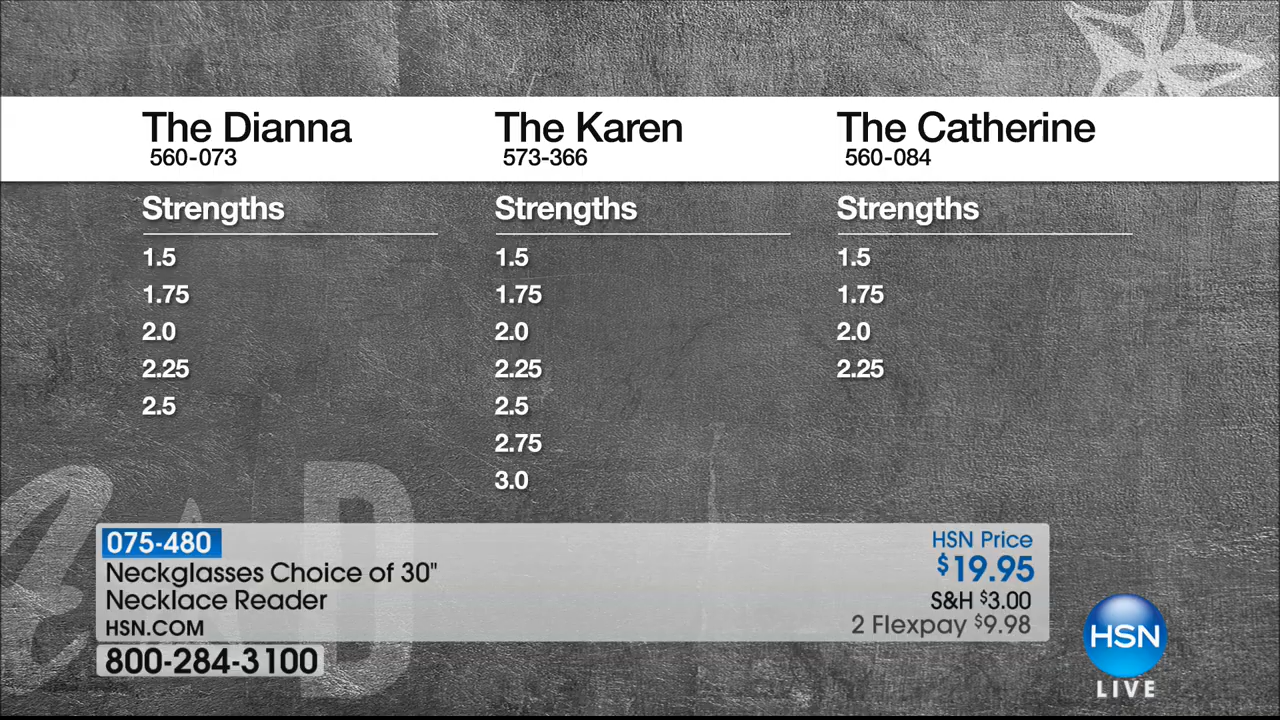 The Dianna
560-073
Strengths
1.5
1.75
2.0
2.25
2.5
The Karen
573-366
Strengths
1.5
1.75
2.0
2.25
2.5
2.75
3.0
The Catherine
560-084
Strengths
1.5
1.75
2.0
2.25
075-480
Neckglasses Choice of 30"
Necklace Reader
HSN.COM
800-284-3100
HSN Price
$19.95
S&H $3.00
2 Flexpay $9.98
HSN
LIVE